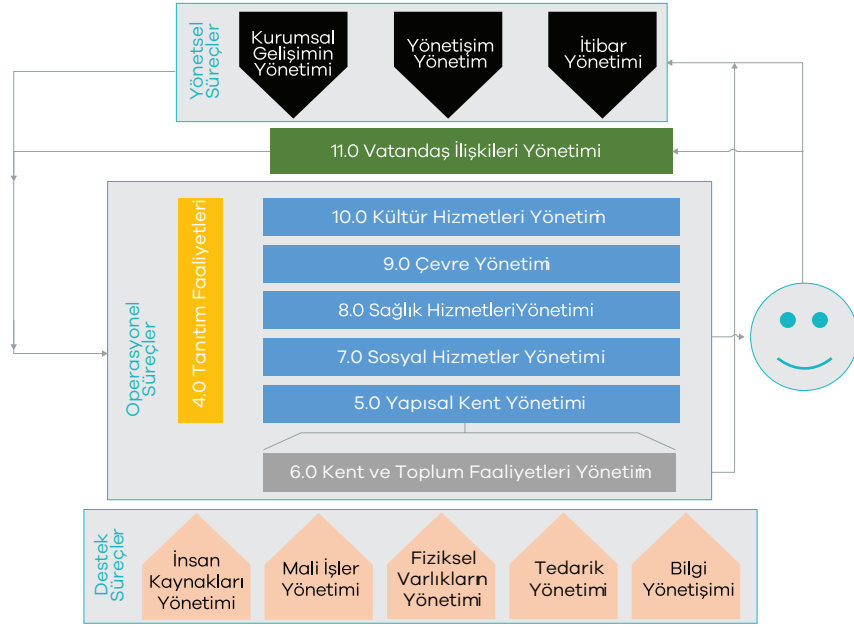 Yönetsel
Süreçler
Kurumsal
Gelişimin
Yönetimi
Yönetişim
Yönetim
İtibar
Yönetimi
11.0 Vatandaş İlişkileri Yönetimi
Operasyonel
Süreçler
4.0 Tanıtım Faaliyetleri
10.0 Kültür Hizmetleri Yönetim
9.0 Çevre Yönetimi
8.0 Sağlık HizmetleriYönetimi
7.0 Sosyal Hizmetler Yönetimi
5.0 Yapısal Kent Yönetimi
6.0 Kent ve Toplum Faaliyetleri Yönetim
Destek
Süreçler
İnsan
Kaynakları
Yönetimi
Mali İşler
Yönetimi
Fiziksel
Varlıkların
Yönetimi
Tedarik
Yönetimi
Bilgi
Yönetişimi